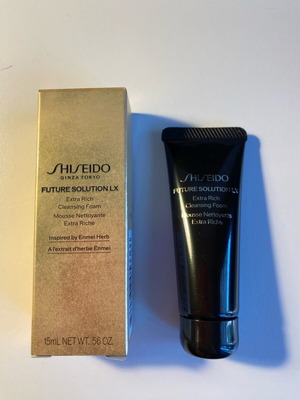 SHISEIDO
GINZA TOKYO
FUTURE SOLUTION LX
Extra Rich
Cleansing Foam
Mousse Nettoyante
Extra Riche
Inspired by Enmei Herb
A l'extrait d'herbe Enmei
15mL NET WT. .56 OZ.
SHISEIDO
FUTURE SOLUTION LX
Extra Rich
Cleansing Foam
Mousse Nettoyante
Extra Riche